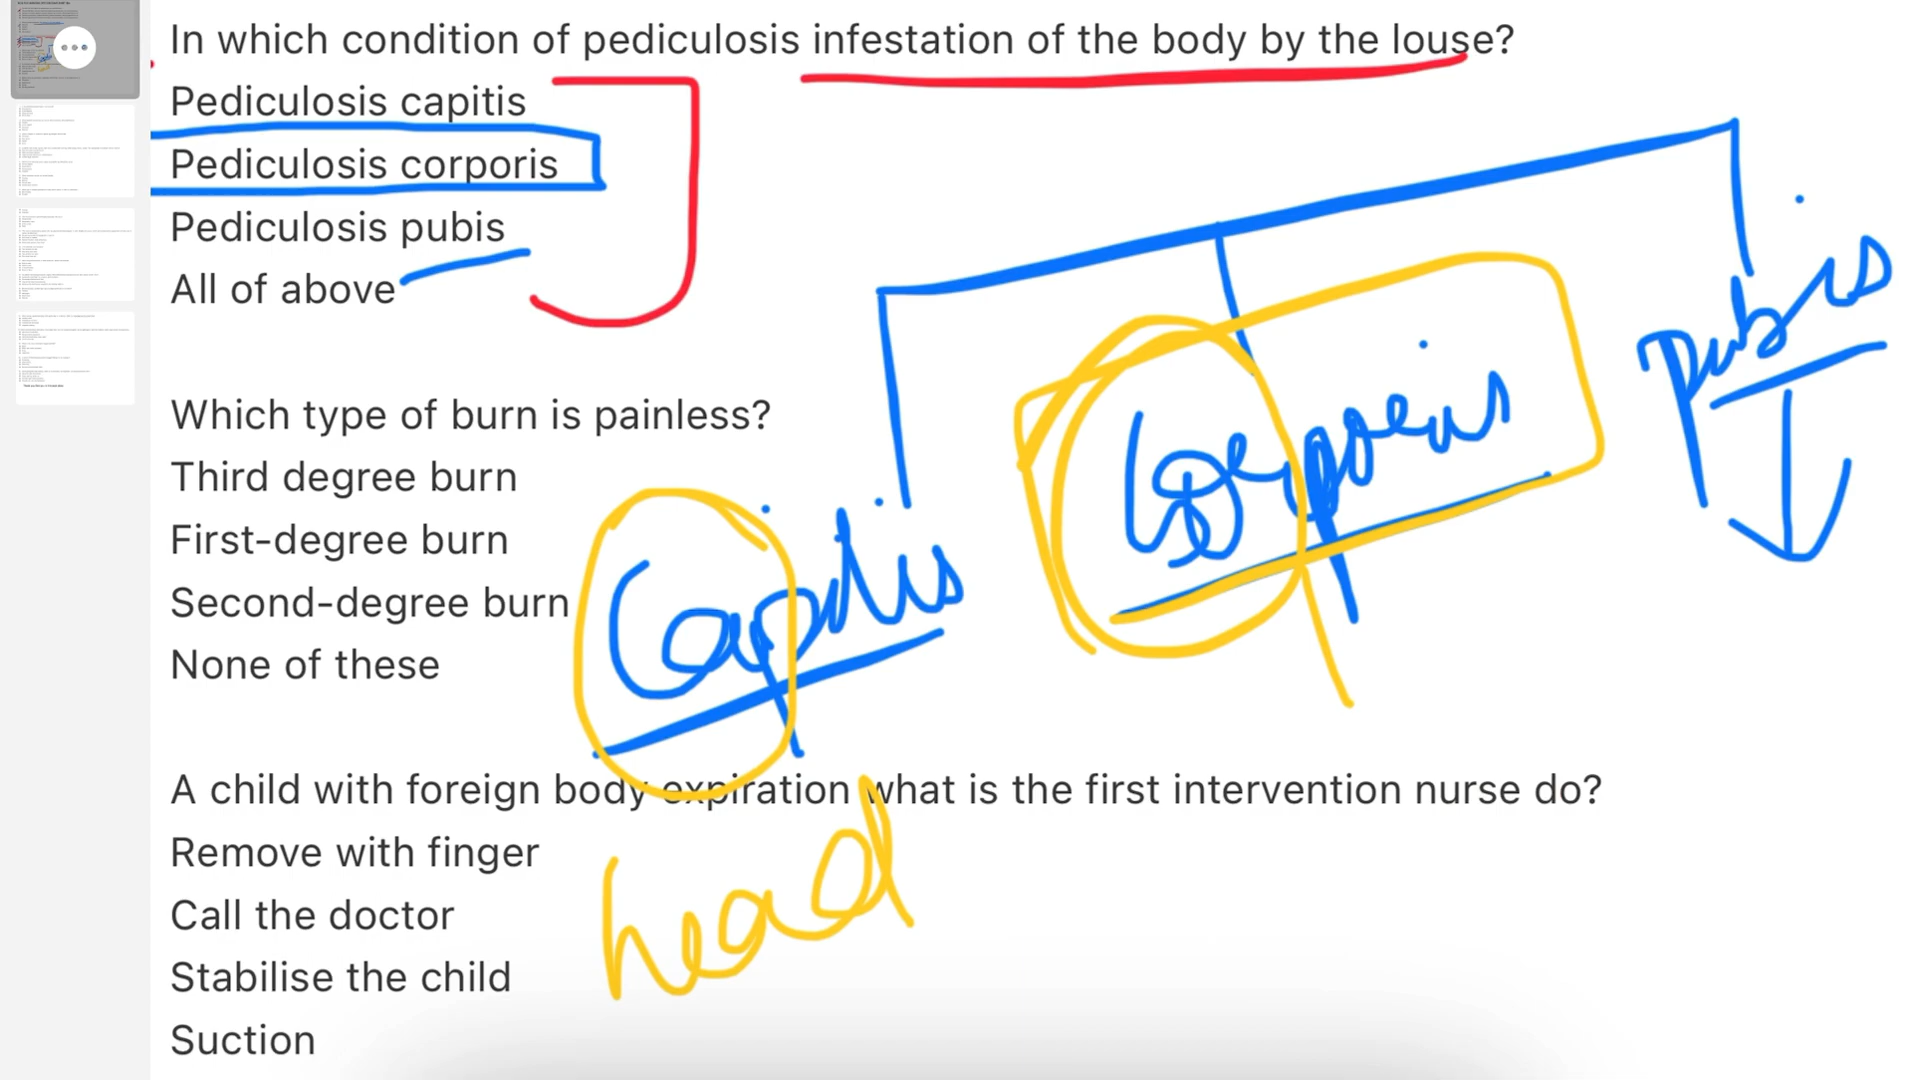 In which condition of pediculosis infestation of the body by the louse?
Pediculosis capitis
Pediculosis corporis
Pediculosis pubis
All of above
Which type of burn is painless?
Third degree burn
First-degree burn
Second-degree burn
None of these
Capitis
Corporis
pubis
A child with foreign body expiration what is the first intervention nurse do?
Remove with finger
Call the doctor
Stabilise the child
Suction
head